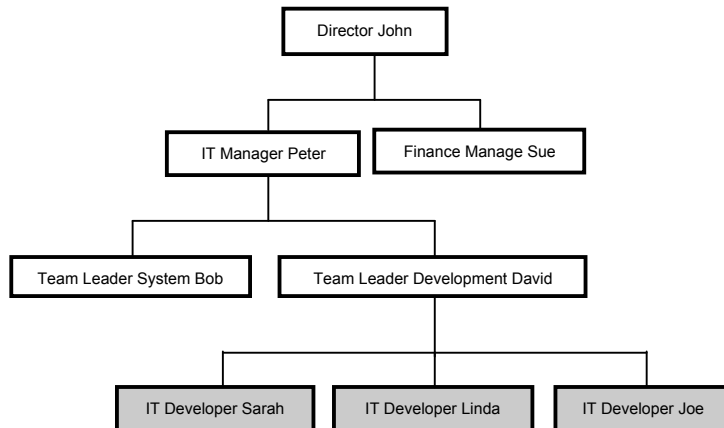 Director John
IT Manager Peter
Finance Manage Sue
Team Leader System Bob
Team Leader Development David
IT Developer Sarah
IT Developer Linda
IT Developer Joe